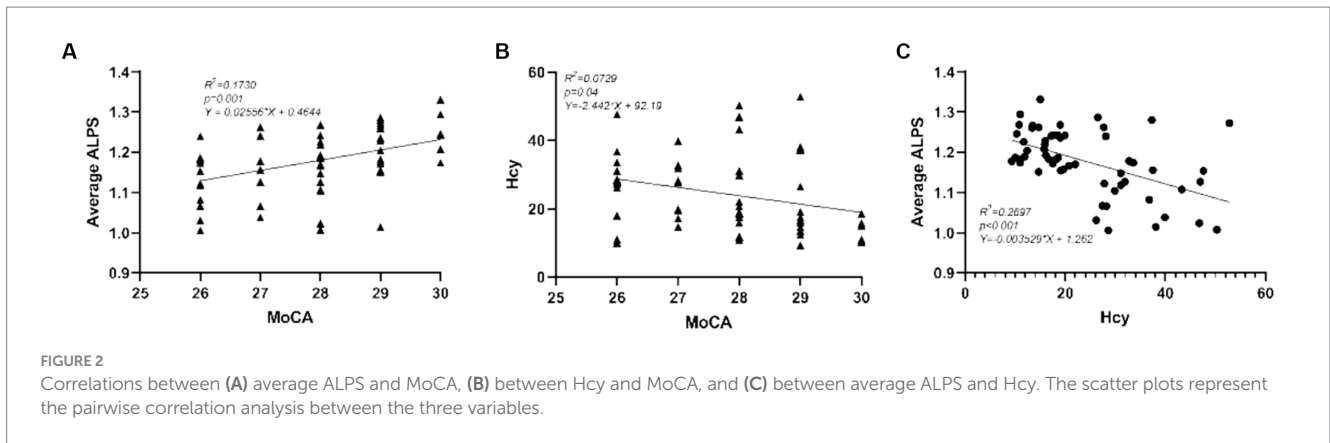 A
B
C
1.4
1.3
1.2
1.1
1.0
0.9
Average ALPS
R²=0.1730
p=0.001
Y = 0.02556*X + 0.4644
25
26
27
28
29
30
MoCA
60
40
20
0
Hcy
R²=0.0729
p=0.04
Y=-2.442*X + 92.19
25
26
27
28
29
30
MoCA
1.4
1.3
1.2
1.1
1.0
0.9
Average ALPS
R²=0.2697
p<0.001
Y=-0.003529*X + 1.262
0
20
40
60
Hcy
FIGURE 2
Correlations between (A) average ALPS and MoCA, (B) between Hcy and MoCA, and (C) between average ALPS and Hcy. The scatter plots represent
the pairwise correlation analysis between the three variables.